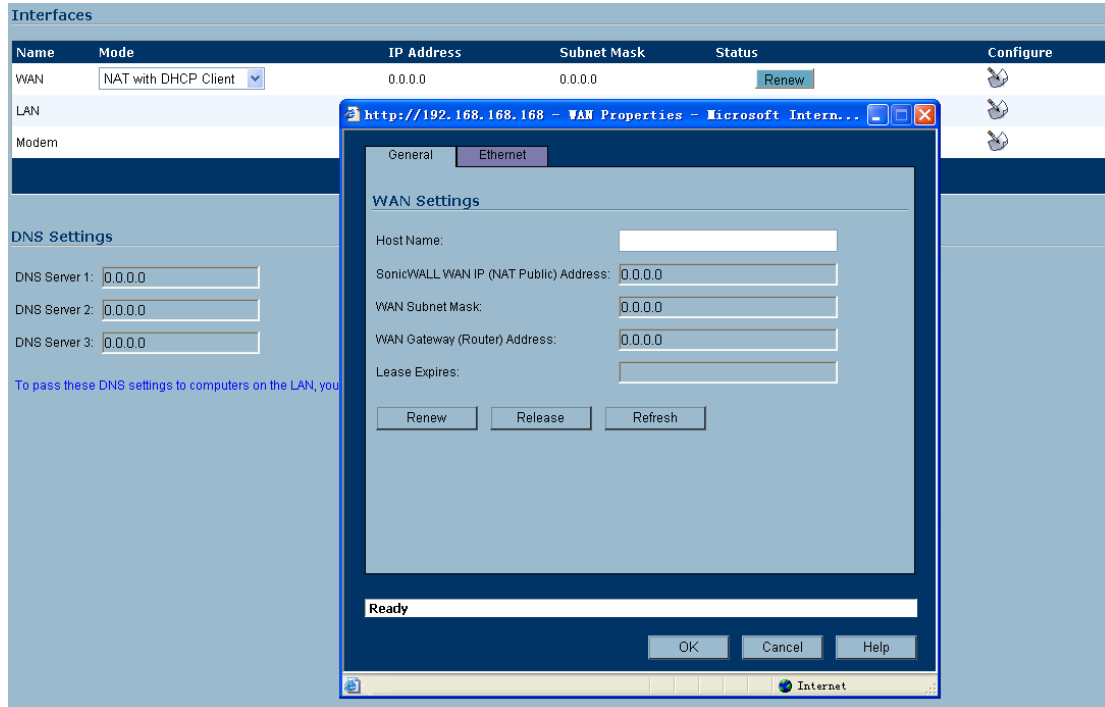 Interfaces
Name Mode IP Address Subnet Mask Status Configure
WAN NAT with DHCP Client 0.0.0.0 0.0.0.0 Renew
LAN
Modem
DNS Settings
DNS Server 1: 0.0.0.0
DNS Server 2: 0.0.0.0
DNS Server 3: 0.0.0.0
To pass these DNS settings to computers on the LAN, you
http://192.168.168.168 - WAN Properties - Microsoft Intern...
General Ethernet
WAN Settings
Host Name:
SonicWALL WAN IP (NAT Public) Address: 0.0.0.0
WAN Subnet Mask: 0.0.0.0
WAN Gateway (Router) Address: 0.0.0.0
Lease Expires:
Renew Release Refresh
Ready
OK Cancel Help
Internet